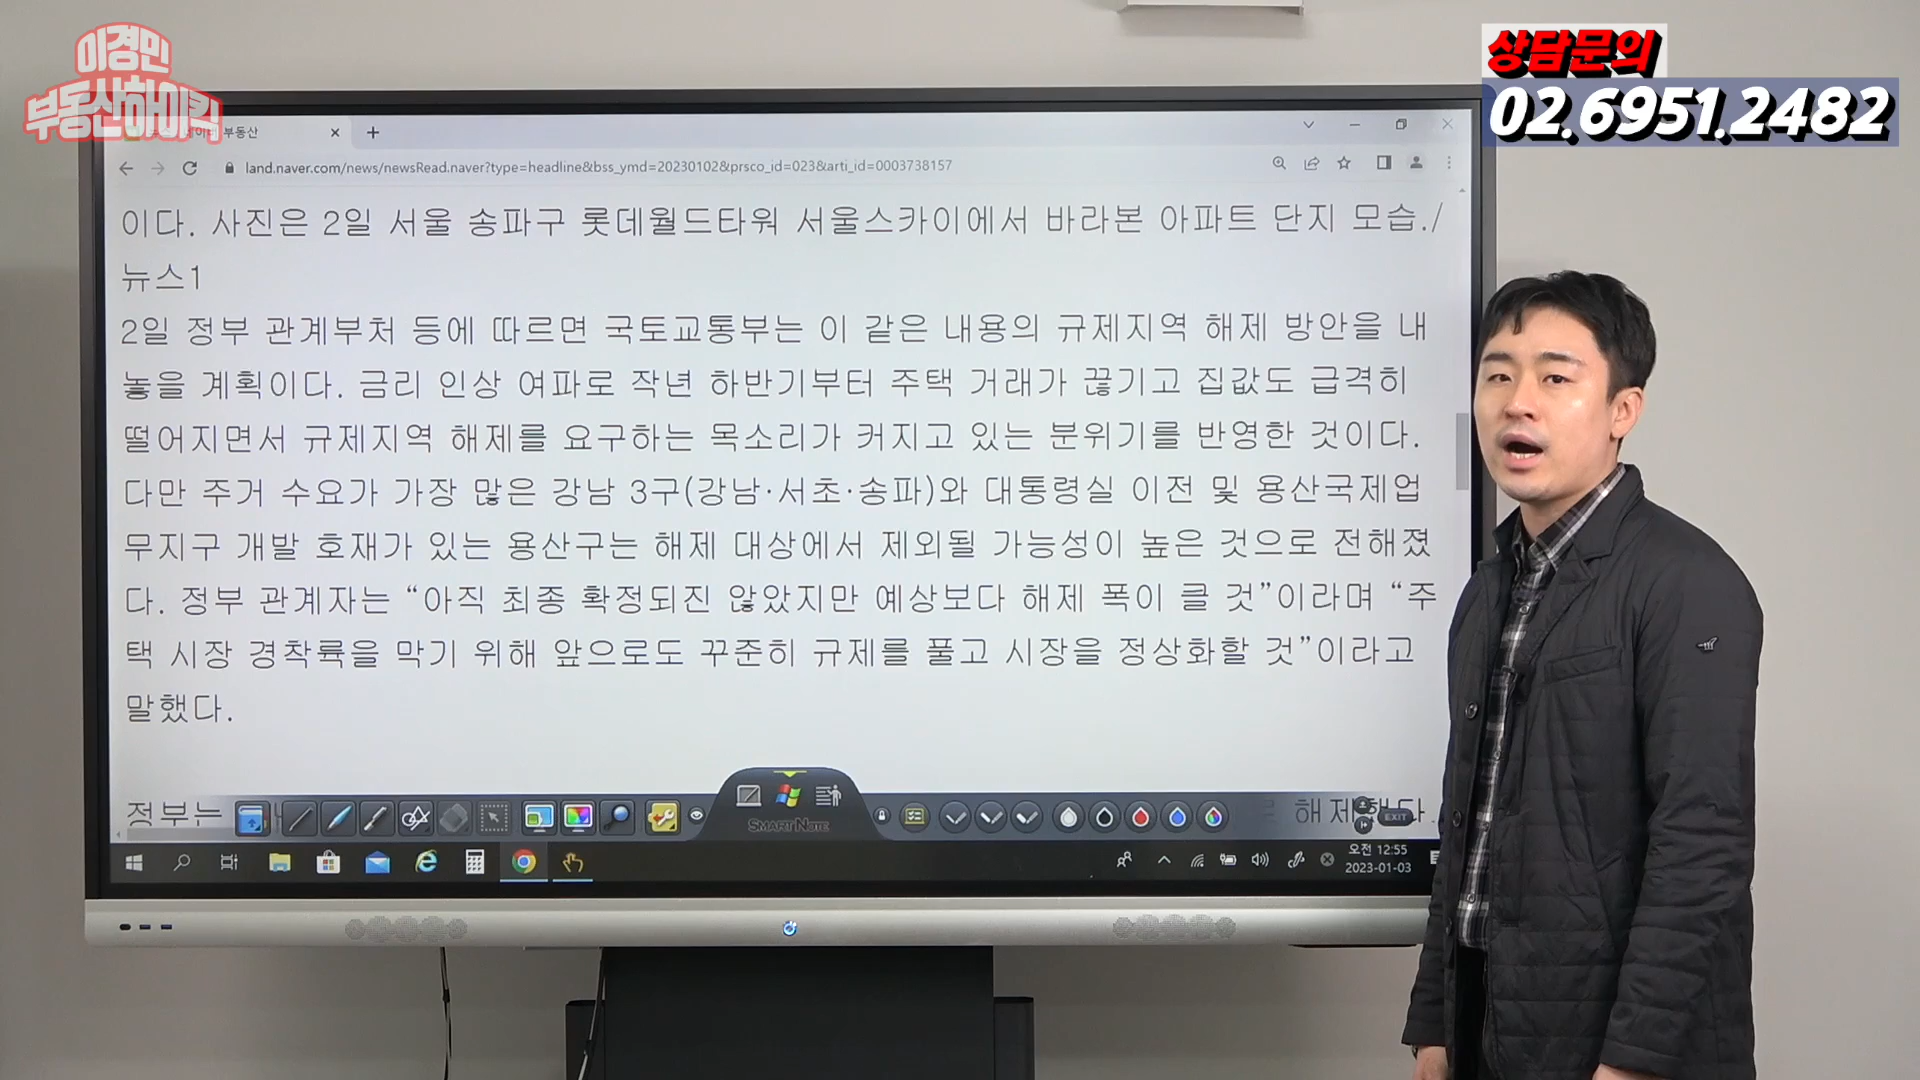 이경민
부동산하이킥
상담문의
02.6951.2482
부동산
land.naver.com/news/newsRead.naver?type=headline&bss_ymd=20230102&prsco_id=023&arti_id=0003738157
이다. 사진은 2일 서울 송파구 롯데월드타워 서울스카이에서 바라본 아파트 단지 모습./
뉴스1
2일 정부 관계부처 등에 따르면 국토교통부는 이 같은 내용의 규제지역 해제 방안을 내
놓을 계획이다. 금리 인상 여파로 작년 하반기부터 주택 거래가 끊기고 집값도 급격히
떨어지면서 규제지역 해제를 요구하는 목소리가 커지고 있는 분위기를 반영한 것이다.
다만 주거 수요가 가장 많은 강남 3구(강남·서초·송파)와 대통령실 이전 및 용산국제업
무지구 개발 호재가 있는 용산구는 해제 대상에서 제외될 가능성이 높은 것으로 전해졌
다. 정부 관계자는 “아직 최종 확정되진 않았지만 예상보다 해제 폭이 클 것”이라며 “주
택 시장 경착륙을 막기 위해 앞으로도 꾸준히 규제를 풀고 시장을 정상화할 것”이라고
말했다.
정부는 해제했다.
SMART NOTE
EXIT
오전 12:55
2023-01-03